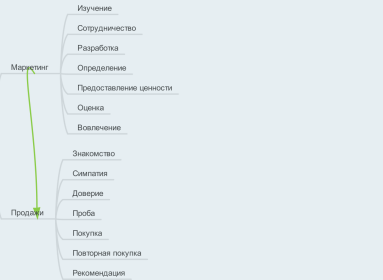 Маркетинг
Изучение
Сотрудничество
Разработка
Определение
Предоставление ценности
Оценка
Вовлечение
Продажи
Знакомство
Симпатия
Доверие
Проба
Покупка
Повторная покупка
Рекомендация